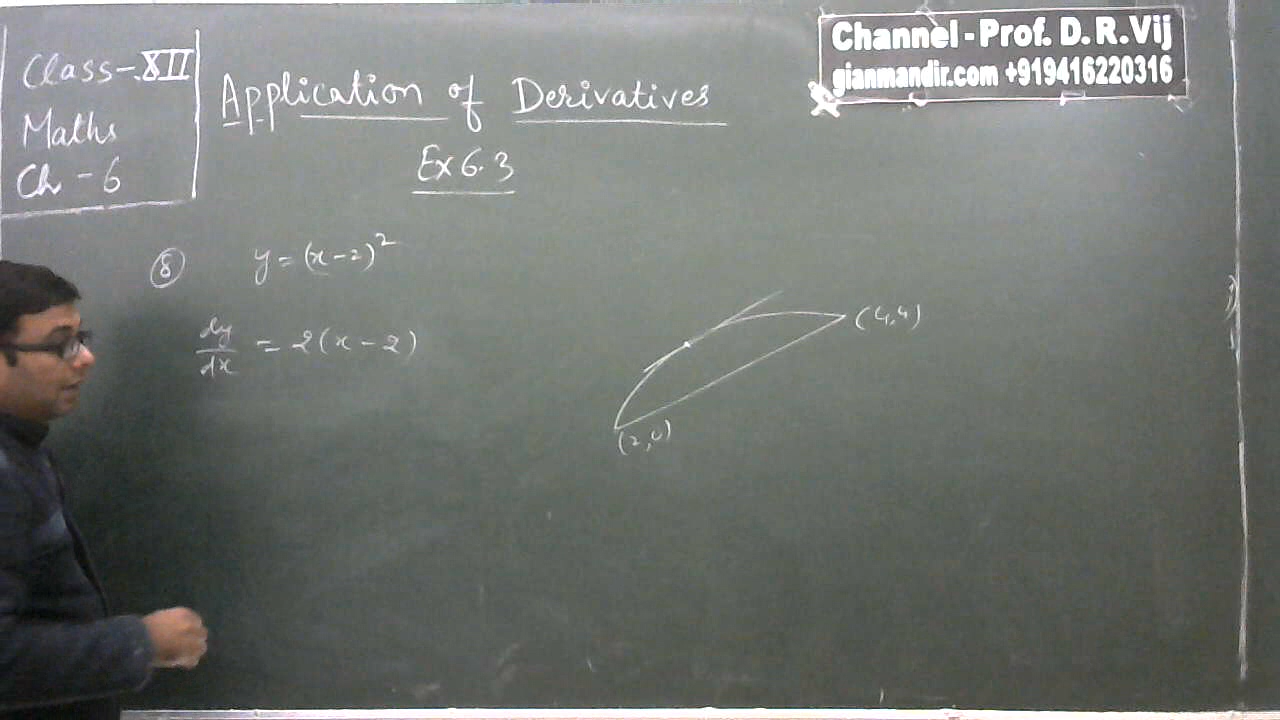 Class-XII
Maths
Ch - 6
Application of Derivatives
Ex 6.3
Channel - Prof. D. R. Vij
gianmandir.com +919416220316
⑧ y = (x-2)²
dy/dx = 2(x-2)
(4,4)
(2,0)